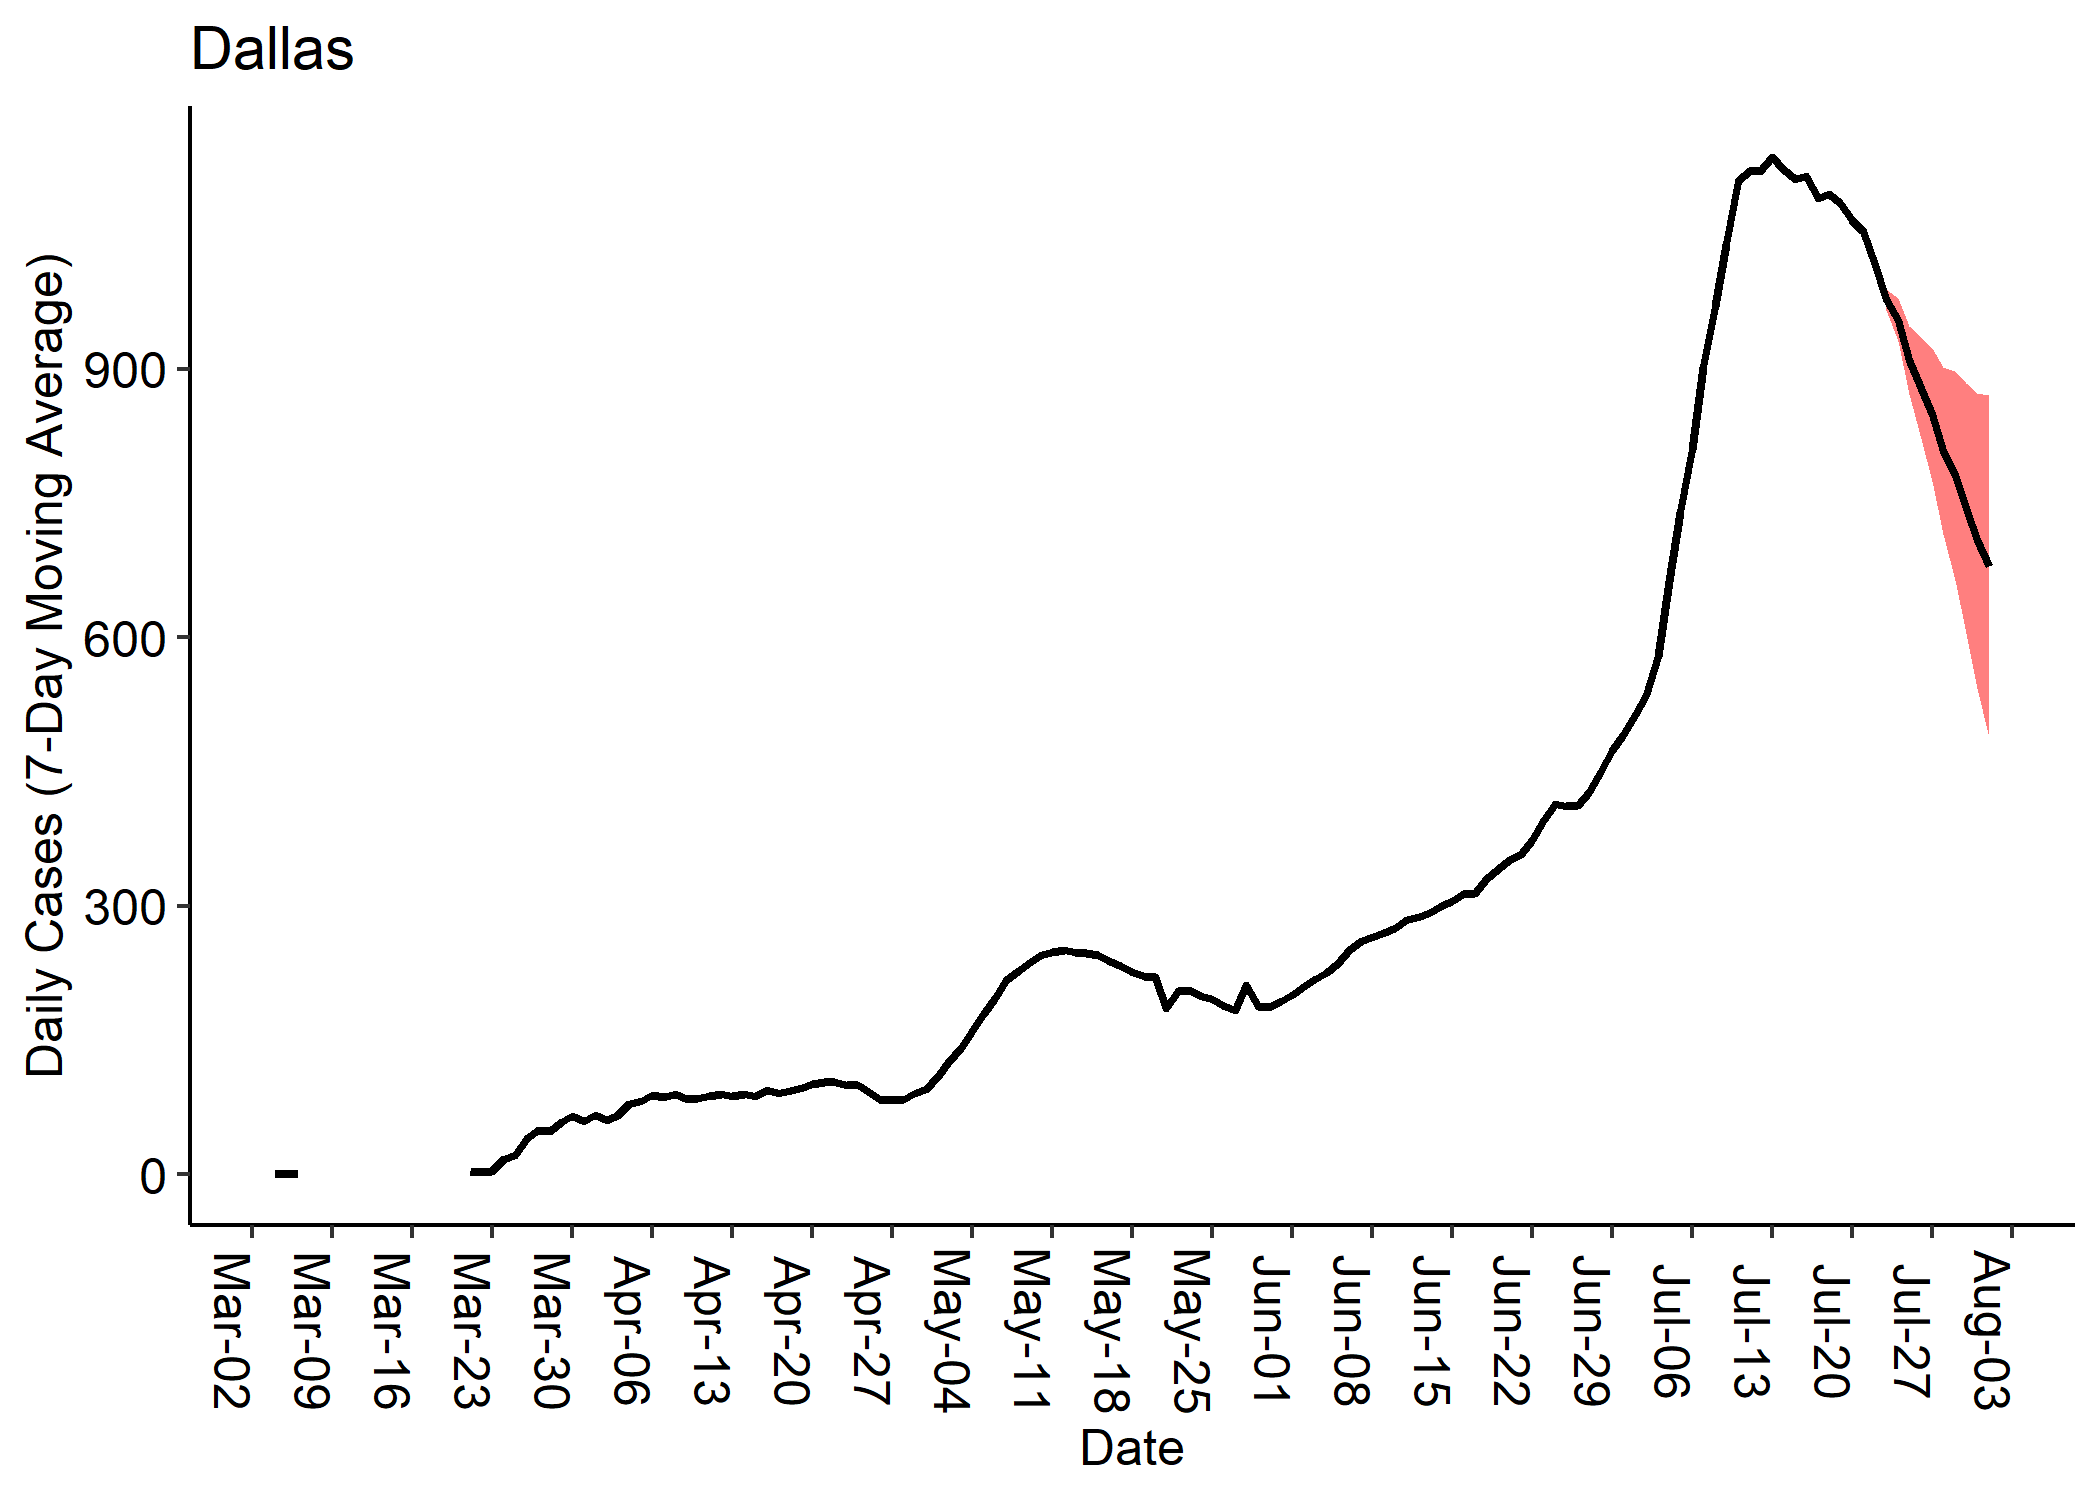 Dallas
Daily Cases (7-Day Moving Average)
900
600
300
0
Mar-02
Mar-09
Mar-16
Mar-23
Mar-30
Apr-06
Apr-13
Apr-20
Apr-27
May-04
May-11
May-18
May-25
Jun-01
Jun-08
Jun-15
Jun-22
Jun-29
Jul-06
Jul-13
Jul-20
Jul-27
Aug-03
Date